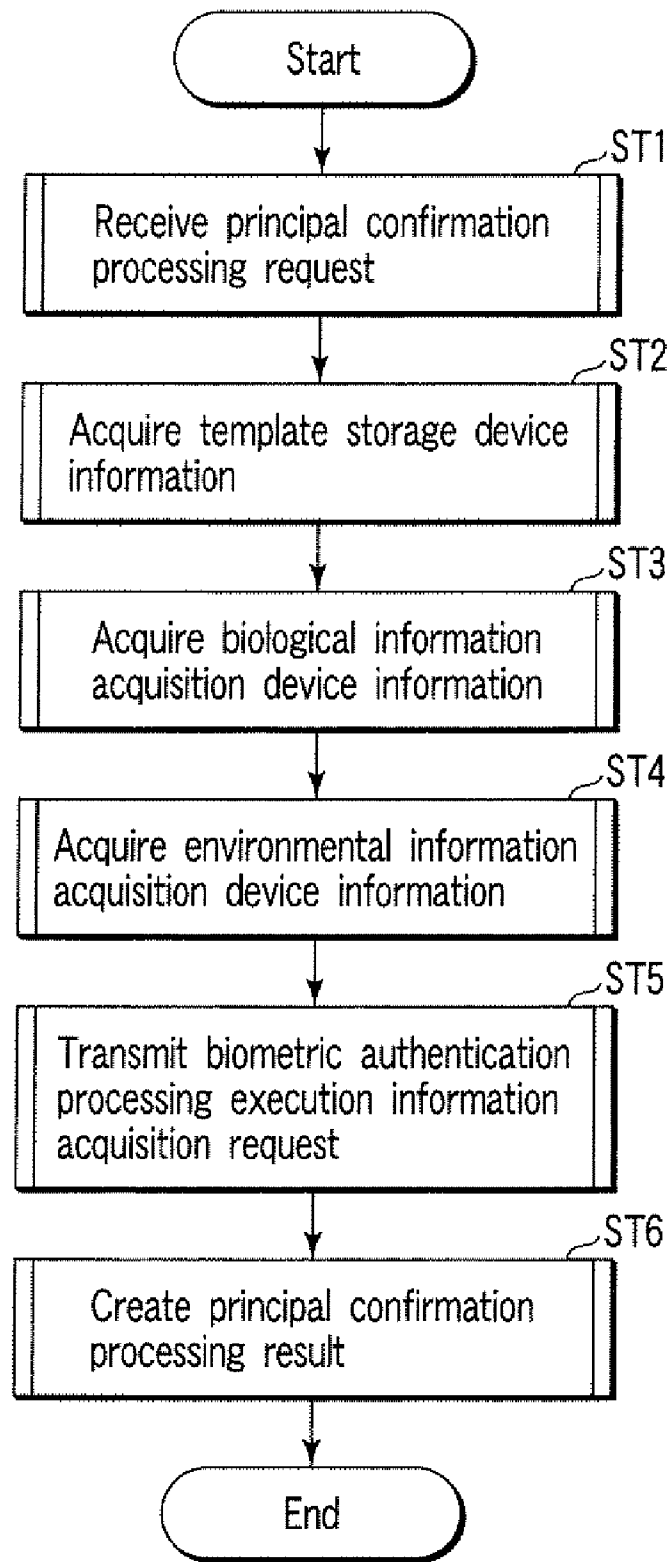 Start
ST1
Receive principal confirmation
processing request
ST2
Acquire template storage device
information
ST3
Acquire biological information
acquisition device information
ST4
Acquire environmental information
acquisition device information
ST5
Transmit biometric authentication
processing execution information
acquisition request
ST6
Create principal confirmation
processing result
End